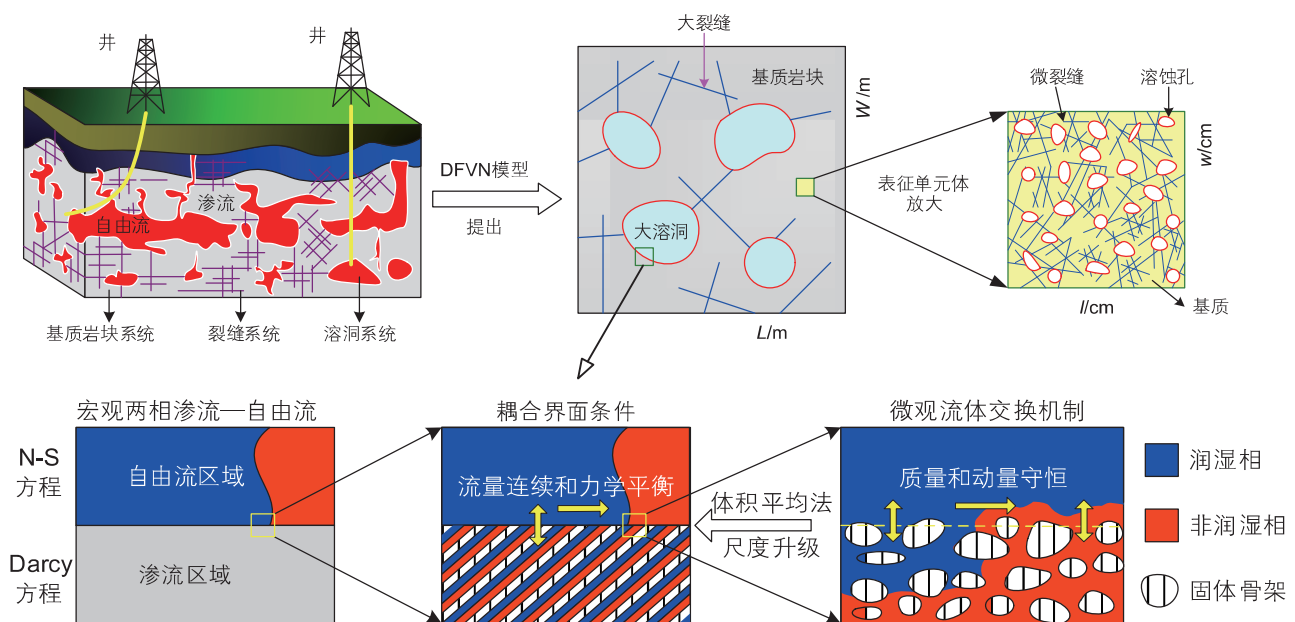 井
井
渗流
自由流
基质岩块系统
裂缝系统
溶洞系统
DFVN模型
提出
大裂缝
基质岩块
大溶洞
W/m
L/m
表征单元体
放大
微裂缝
溶蚀孔
w/cm
l/cm
基质
宏观两相渗流—自由流
N-S
方程
自由流区域
Darcy
方程
渗流区域
耦合界面条件
流量连续和力学平衡
体积平均法
尺度升级
微观流体交换机制
质量和动量守恒
润湿相
非润湿相
固体骨架